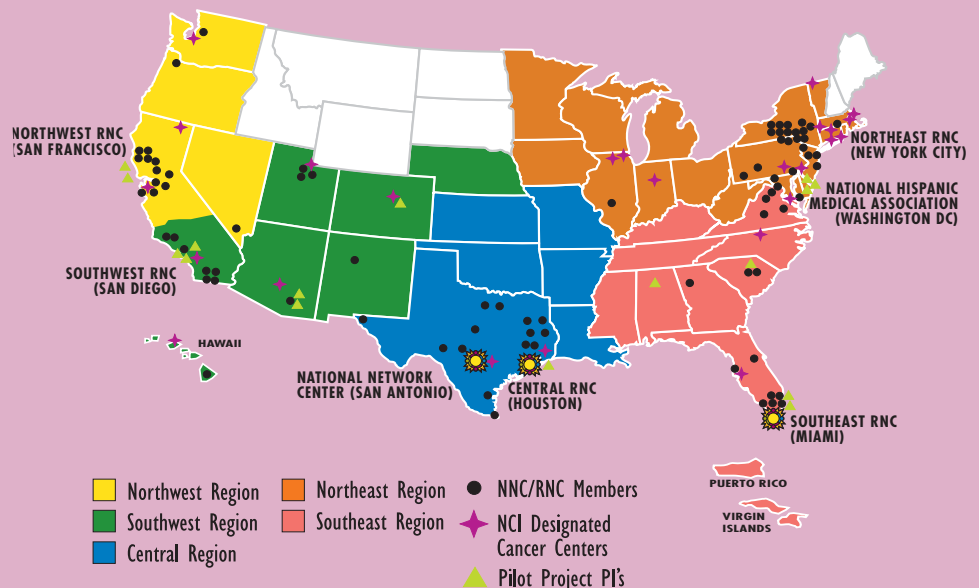 NORTHWEST RNC
(SAN FRANCISCO)
NORTHEAST RNC
(NEW YORK CITY)
NATIONAL HISPANIC
MEDICAL ASSOCIATION
(WASHINGTON DC)
SOUTHWEST RNC
(SAN DIEGO)
HAWAII
NATIONAL NETWORK
CENTER (SAN ANTONIO)
CENTRAL RNC
(HOUSTON)
SOUTHEAST RNC
(MIAMI)
PUERTO RICO
VIRGIN
ISLANDS
Northwest Region
Southwest Region
Central Region
Northeast Region
Southeast Region
NNC/RNC Members
NCI Designated
Cancer Centers
Pilot Project PI's